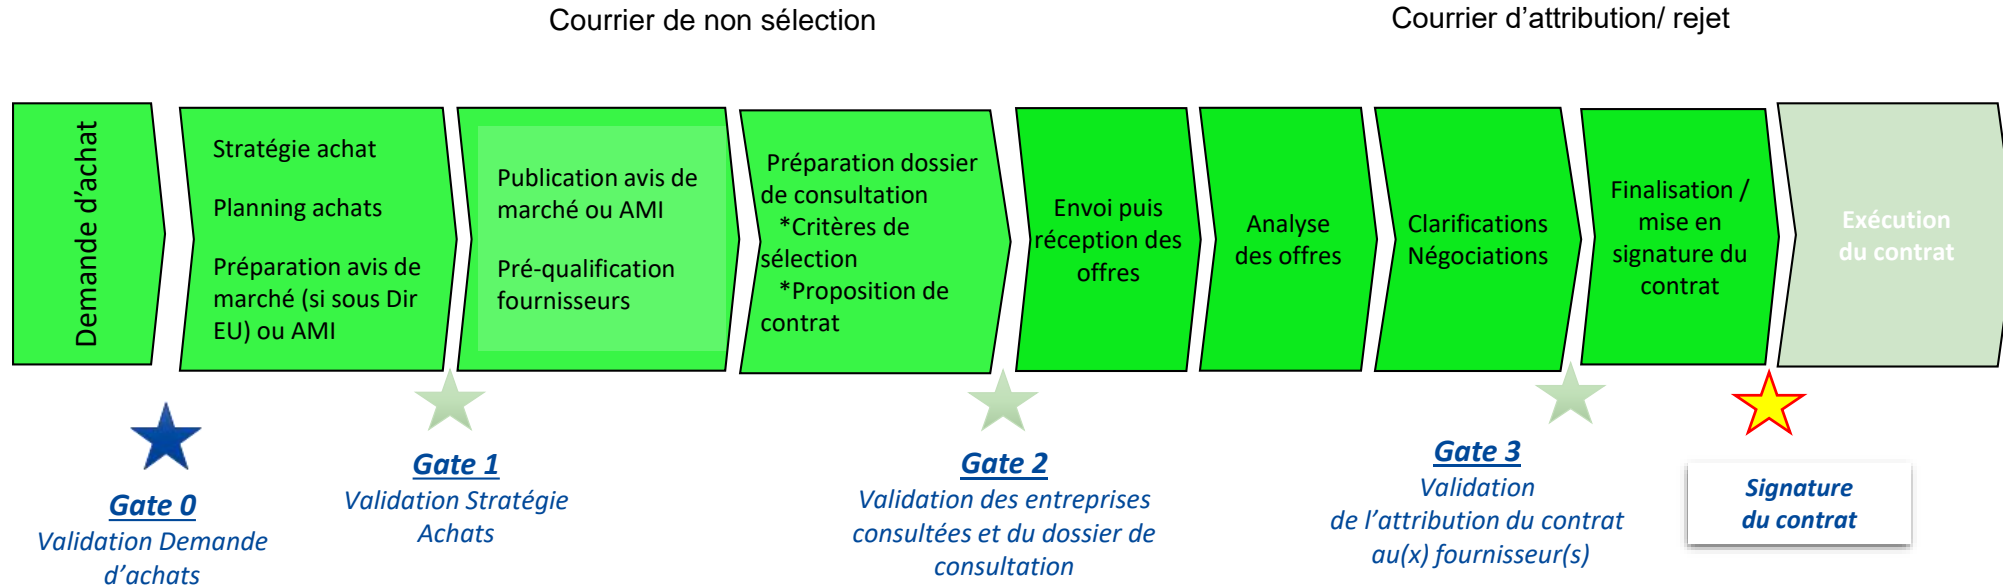 Courrier de non sélection
Courrier d’attribution/ rejet
Demande d’achat
Stratégie achat
Planning achats
Préparation avis de
marché (si sous Dir
EU) ou AMI
Publication avis de
marché ou AMI
Pré-qualification
fournisseurs
Préparation dossier
de consultation
*Critères de
sélection
*Proposition de
contrat
Envoi puis
réception des
offres
Analyse
des offres
Clarifications
Négociations
Finalisation /
mise en
signature du
contrat
Exécution
du contrat
Gate 0
Validation Demande
d’achats
Gate 1
Validation Stratégie
Achats
Gate 2
Validation des entreprises
consultées et du dossier de
consultation
Gate 3
Validation
de l’attribution du contrat
au(x) fournisseur(s)
Signature
du contrat